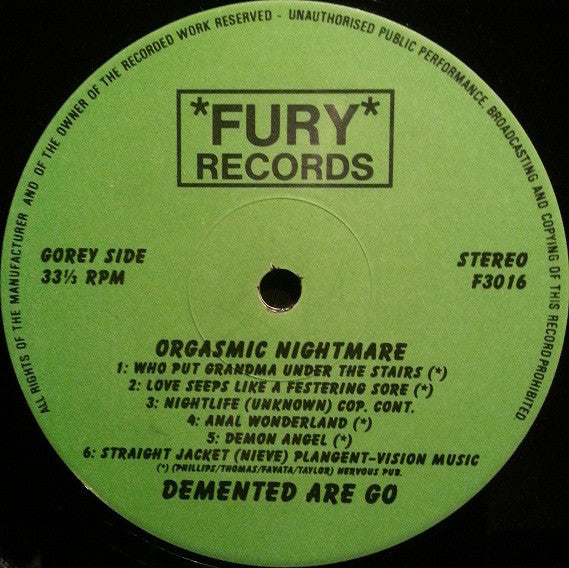 ALL RIGHTS OF THE MANUFACTURER AND OF THE OWNER OF THE RECORDED WORK RESERVED - UNAUTHORISED PUBLIC PERFORMANCE, BROADCASTING AND COPYING OF THIS RECORD PROHIBITED
*FURY*
RECORDS
GOREY SIDE
33⅓ RPM
STEREO
F3016
ORGASMIC NIGHTMARE
1: WHO PUT GRANDMA UNDER THE STAIRS (*)
2: LOVE SEEPS LIKE A FESTERING SORE (*)
3: NIGHTLIFE (UNKNOWN) COP. CONT.
4: ANAL WONDERLAND (*)
5: DEMON ANGEL (*)
6: STRAIGHT JACKET (NIEVE) PLANGENT-VISION MUSIC
(*) (PHILLIPS/THOMAS/FAVATA/TAYLOR) NERVOUS PUB.
DEMENTED ARE GO